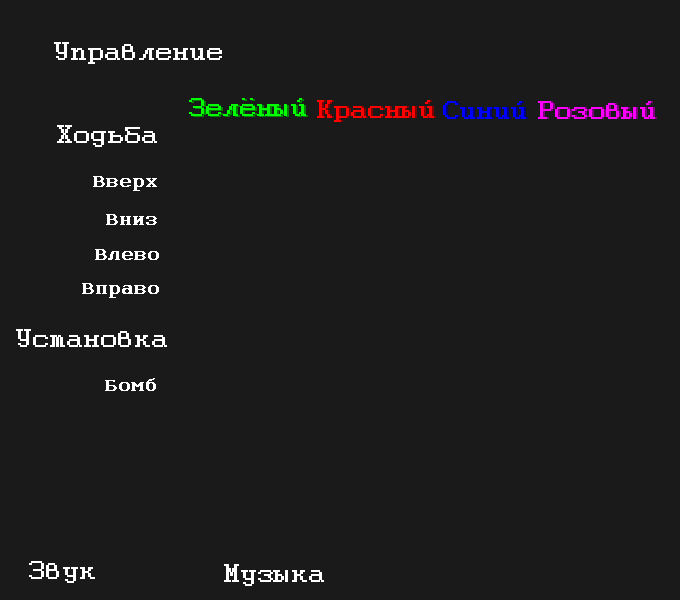 Управление
Зелёный Красный Синий Розовый
Ходьба
Вверх
Вниз
Влево
Вправо
Установка
Бомб
Звук Музыка